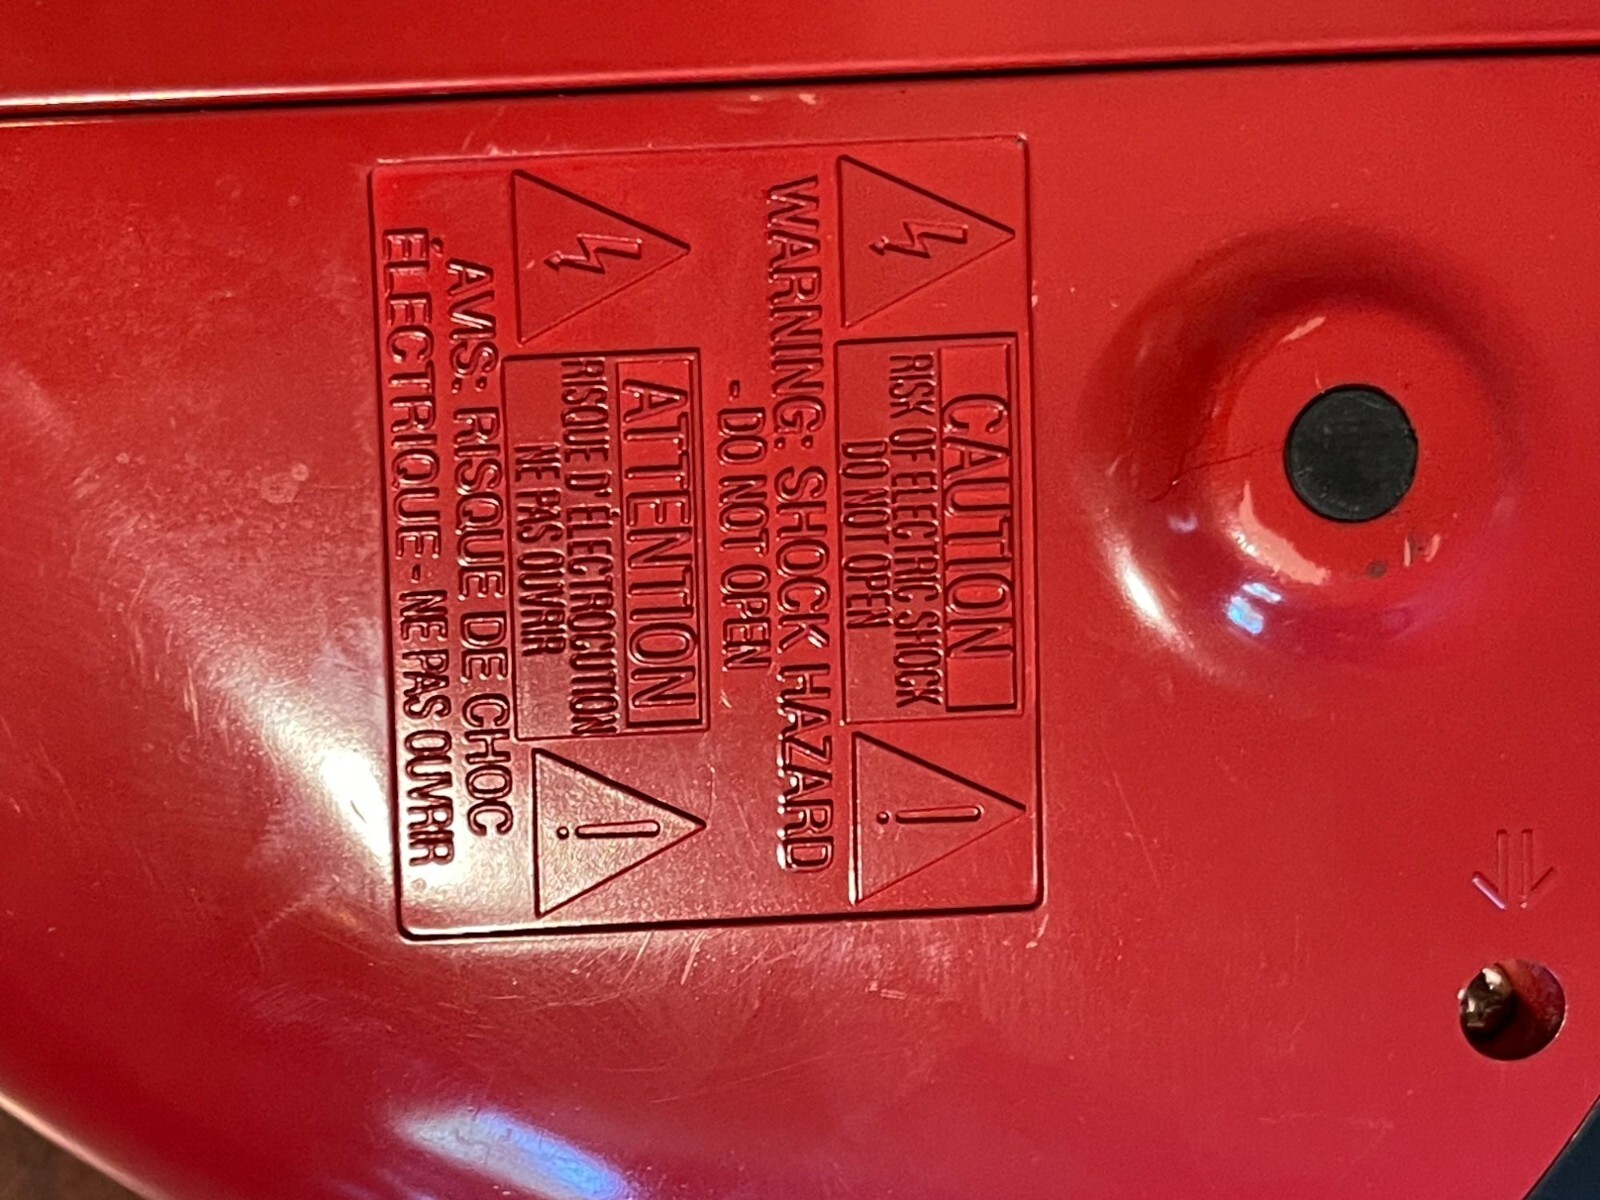 CAUTION
RISK OF ELECTRIC SHOCK
DO NOT OPEN
WARNING: SHOCK HAZARD
- DO NOT OPEN
ATTENTION
RISQUE D'ÉLECTROCUTION
NE PAS OUVRIR
AVIS: RISQUE DE CHOC
ÉLECTRIQUE - NE PAS OUVRIR